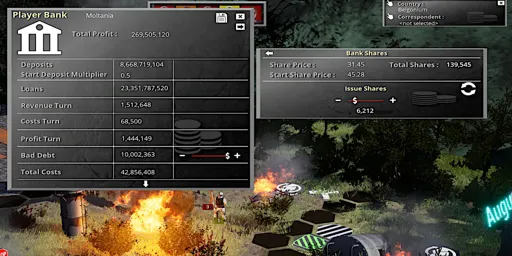 Player Bank Moltania
Total Profit : 269,505,120
Deposits 8,668,719,104
Start Deposit Multiplier 0.5
Loans 23,351,787,520
Revenue Turn 1,512,648
Costs Turn 68,500
Profit Turn 1,444,149
Bad Debt 10,002,363
− $ +
Total Costs 42,856,408
Country :
Belgonium
Correspondent :
<not selected>
Bank Shares
Share Price : 31.45 Total Shares : 139,545
Start Share Price : 45.28
Issue Shares
− $ +
6,212
Augu